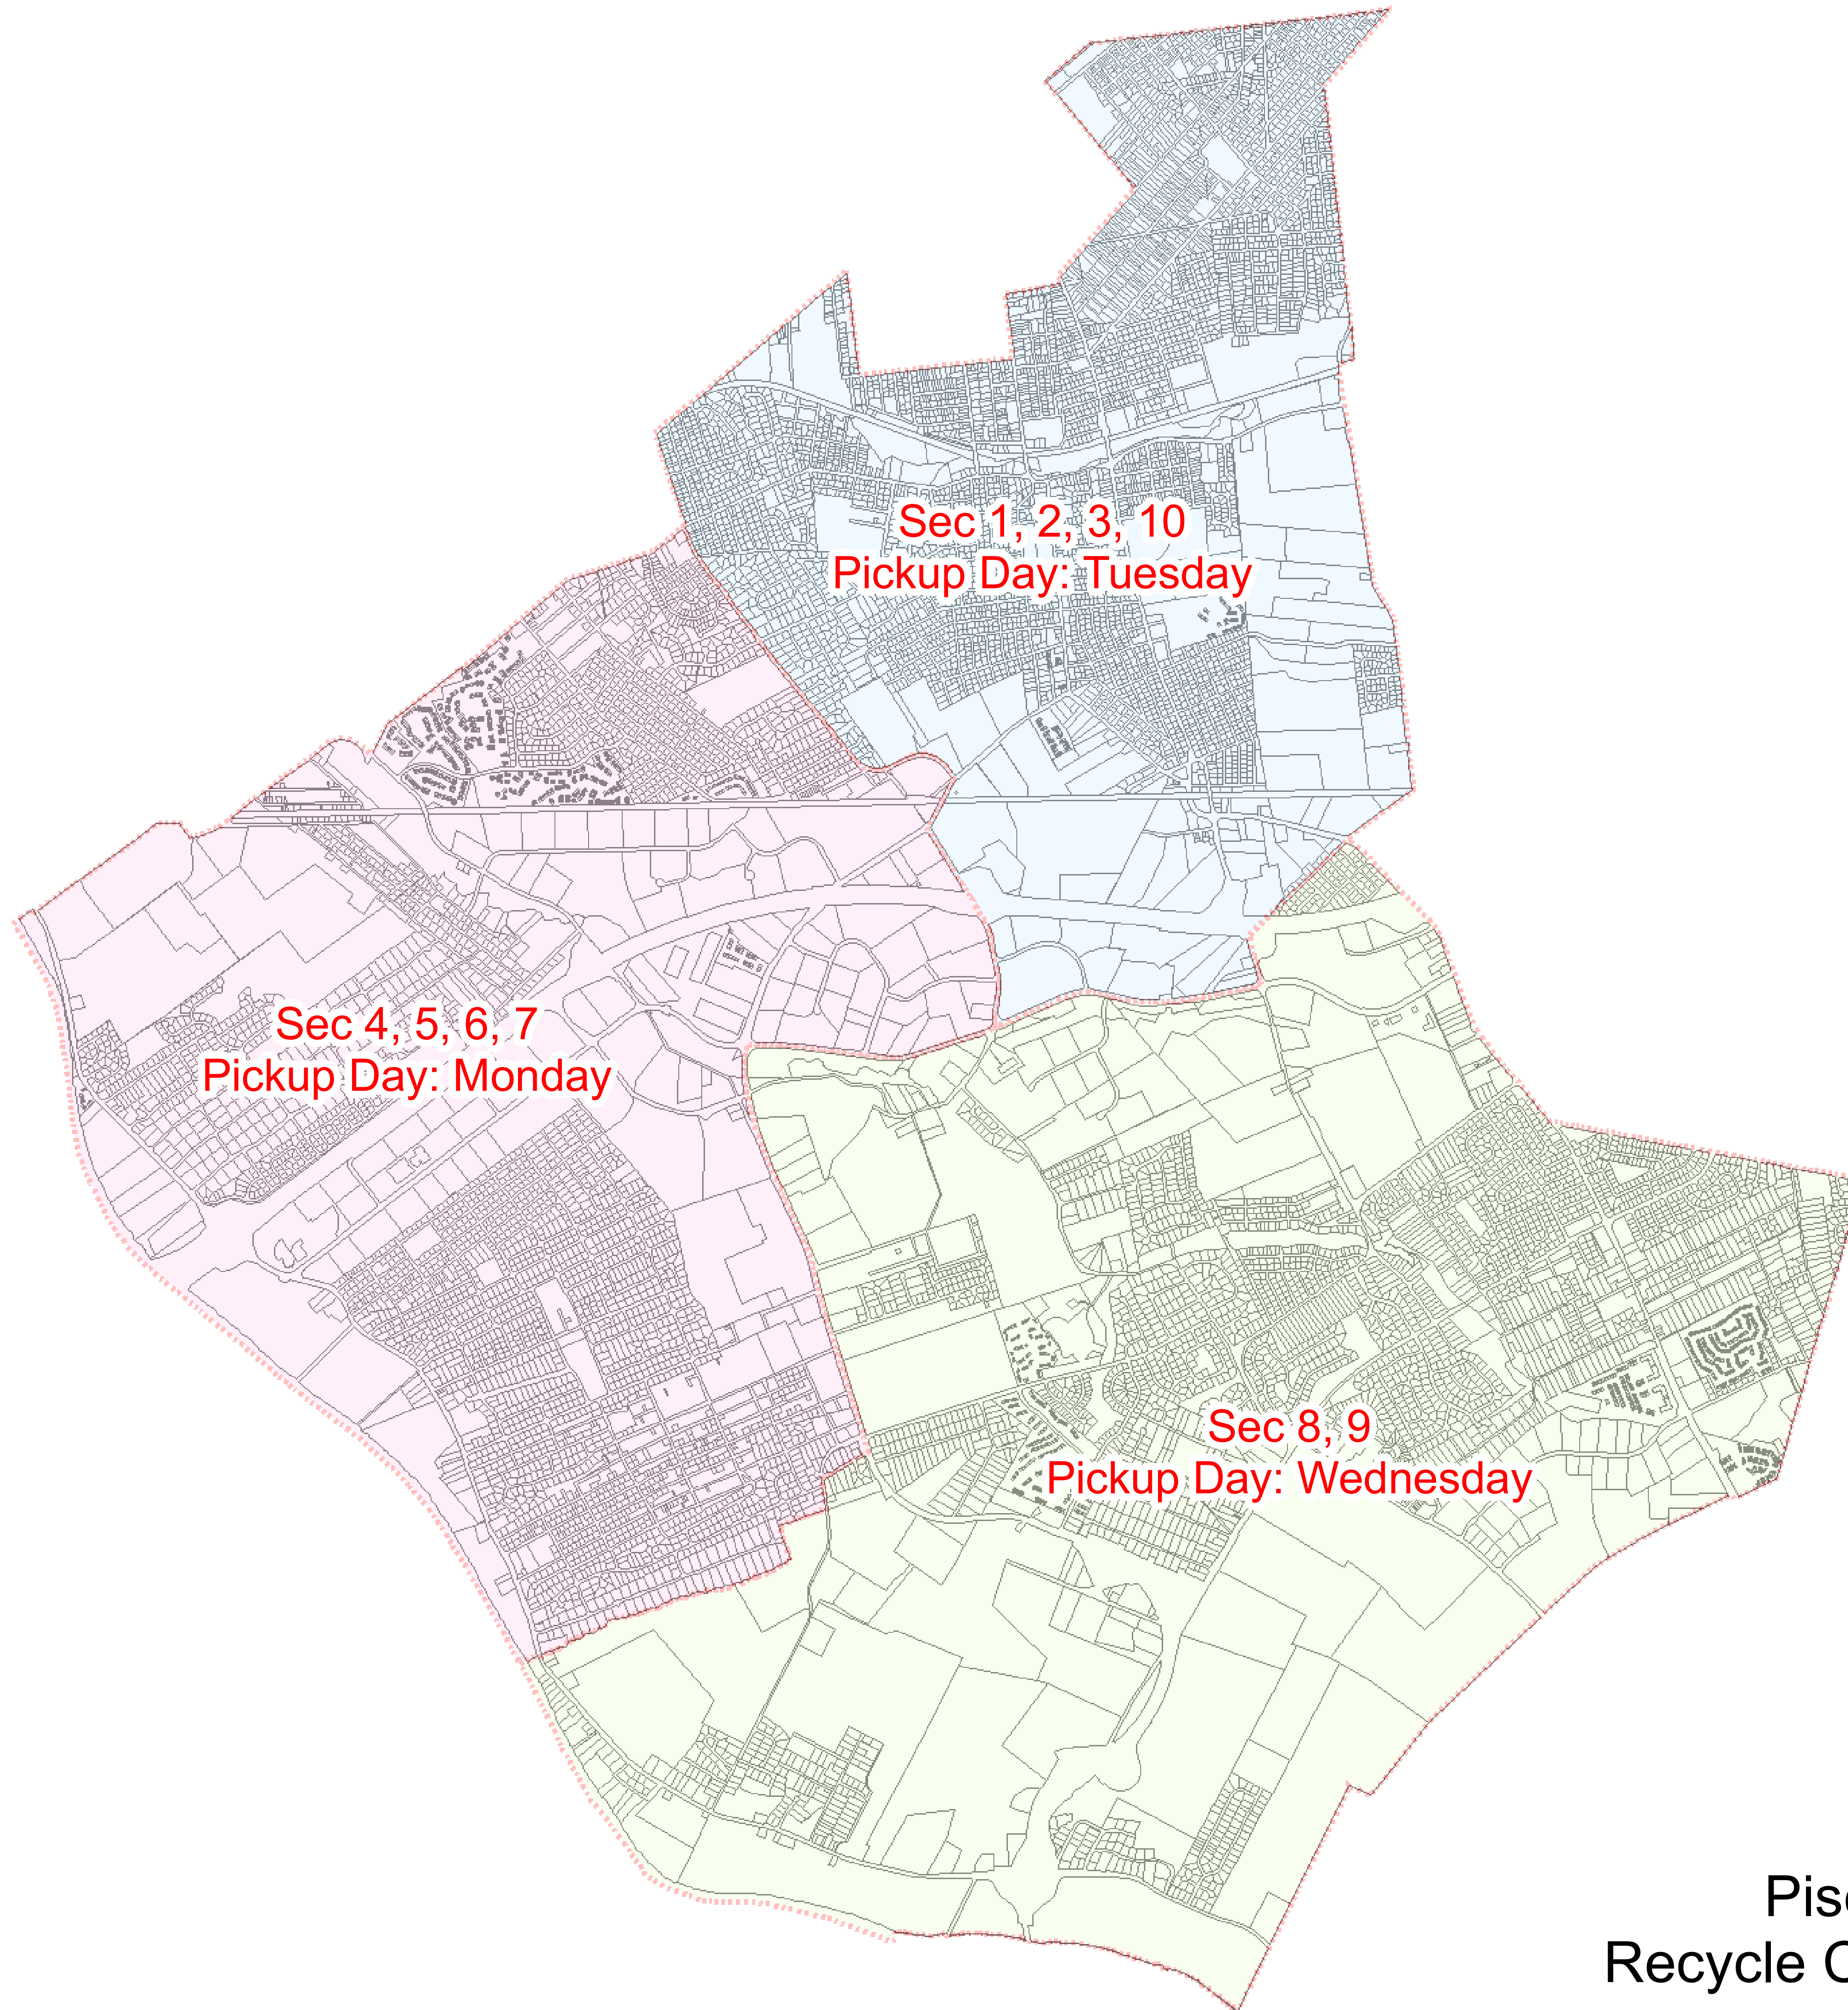 Sec 1, 2, 3, 10
Pickup Day: Tuesday
Sec 4, 5, 6, 7
Pickup Day: Monday
Sec 8, 9
Pickup Day: Wednesday
Recycle